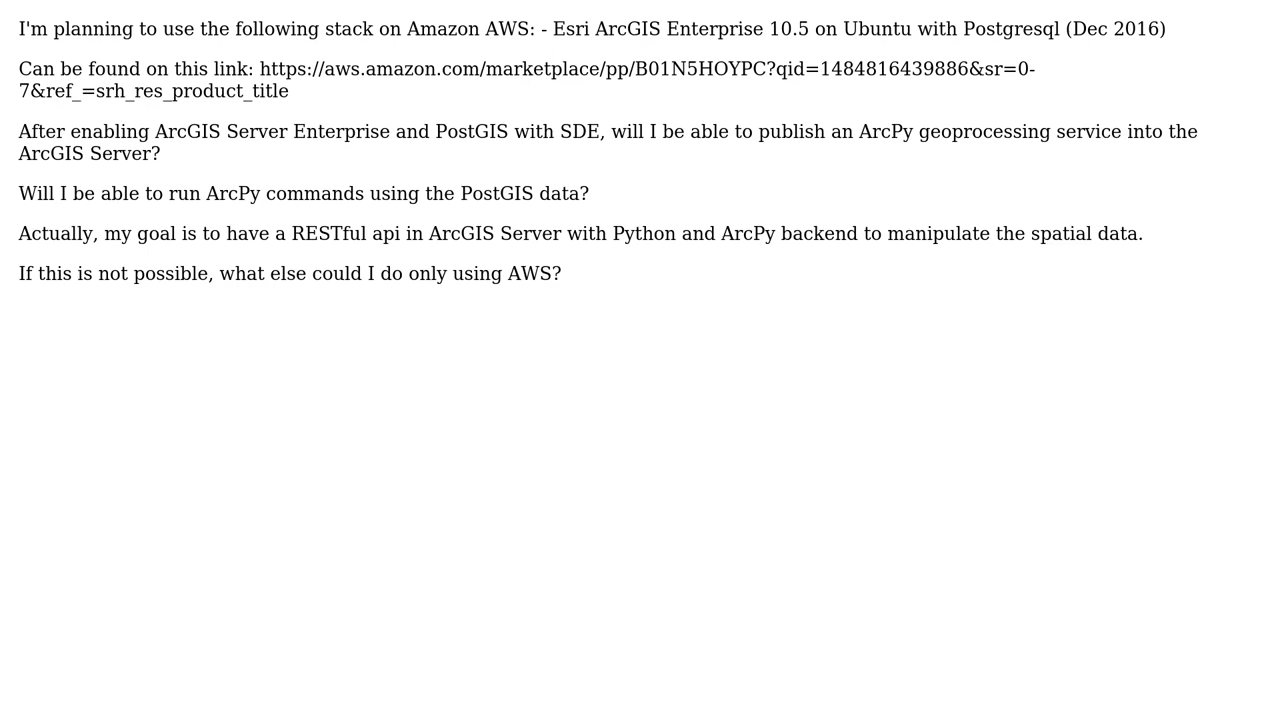 I'm planning to use the following stack on Amazon AWS: - Esri ArcGIS Enterprise 10.5 on Ubuntu with Postgresql (Dec 2016)
Can be found on this link: https://aws.amazon.com/marketplace/pp/B01N5HOYPC?qid=1484816439886&sr=0-
7&ref_=srh_res_product_title
After enabling ArcGIS Server Enterprise and PostGIS with SDE, will I be able to publish an ArcPy geoprocessing service into the
ArcGIS Server?
Will I be able to run ArcPy commands using the PostGIS data?
Actually, my goal is to have a RESTful api in ArcGIS Server with Python and ArcPy backend to manipulate the spatial data.
If this is not possible, what else could I do only using AWS?